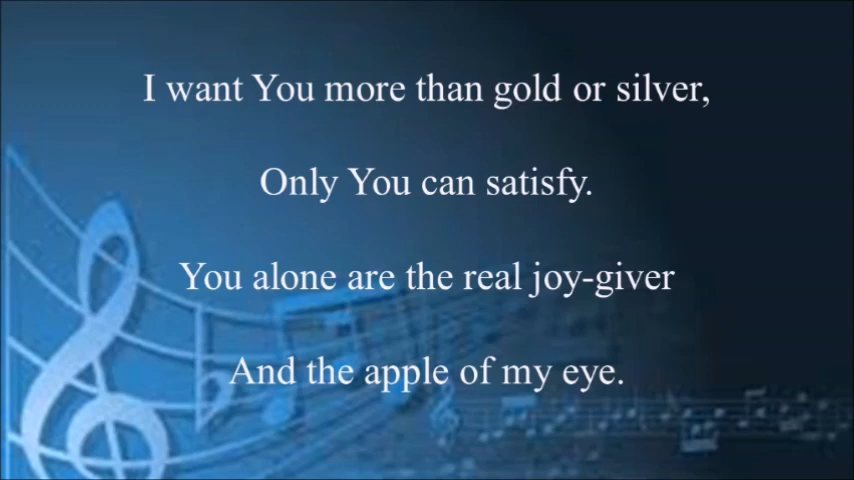 I want You more than gold or silver,
Only You can satisfy.
You alone are the real joy-giver
And the apple of my eye.